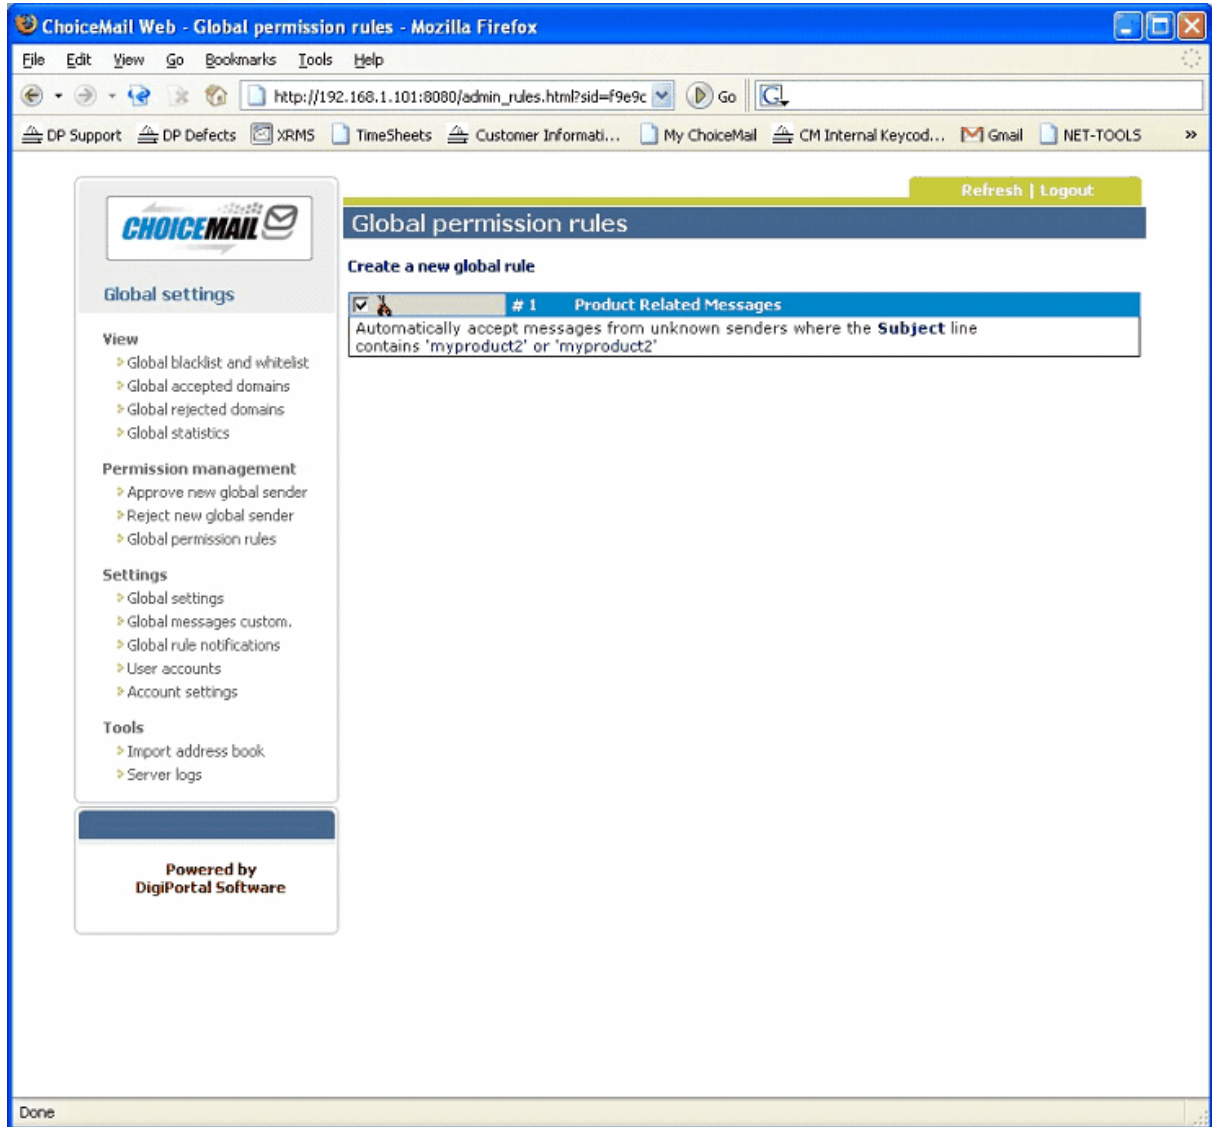 ChoiceMail Web - Global permission rules - Mozilla Firefox
File Edit View Go Bookmarks Tools Help
http://192.168.1.101:8080/admin_rules.html?sid=f9e9c Go G
DP Support DP Defects XRMS TimeSheets Customer Informati... My ChoiceMail CM Internal Keycod... Gmail NET-TOOLS »
Refresh | Logout
CHOICEMAIL
Global permission rules
Create a new global rule
Global settings
# 1 Product Related Messages
Automatically accept messages from unknown senders where the Subject line
contains 'myproduct2' or 'myproduct2'
View
Global blacklist and whitelist
Global accepted domains
Global rejected domains
Global statistics
Permission management
Approve new global sender
Reject new global sender
Global permission rules
Settings
Global settings
Global messages custom.
Global rule notifications
User accounts
Account settings
Tools
Import address book
Server logs
Powered by
DigiPortal Software
Done